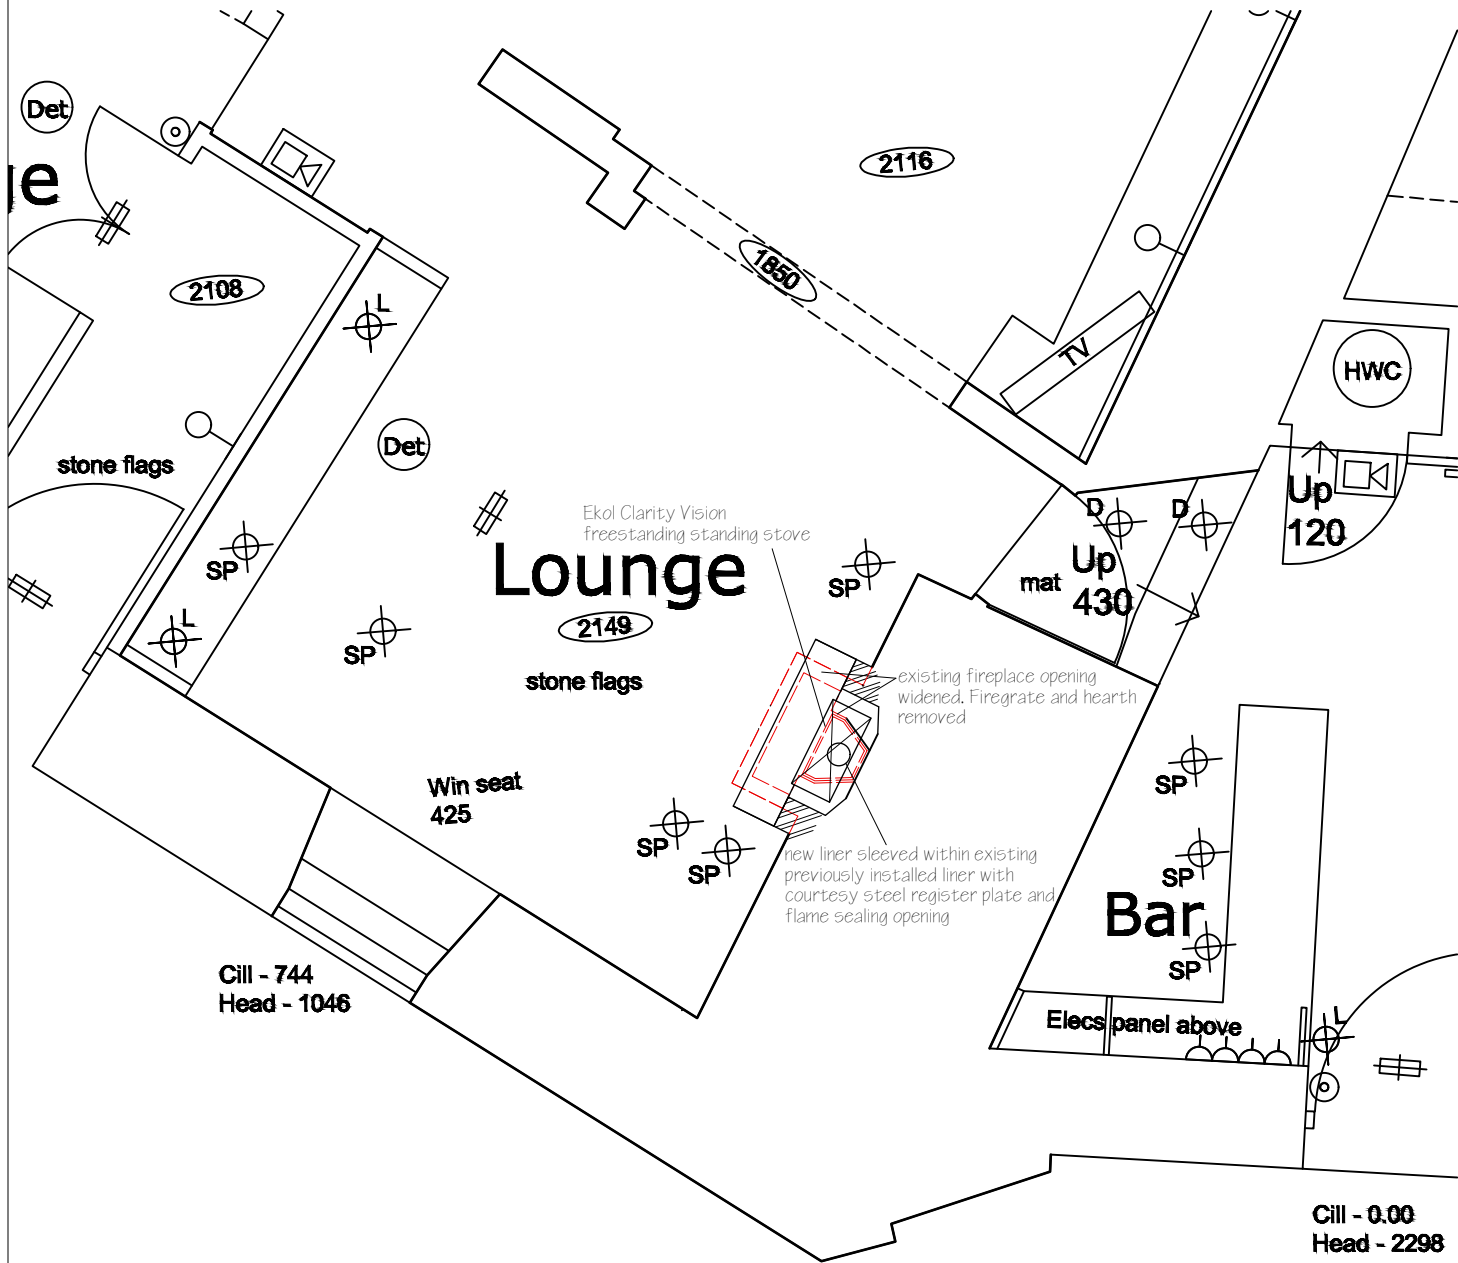 Det
2116
ge
1850
2108
L
TV
HWC
Det
stone flags
Ekol Clarity Vision
freestanding standing stove
Lounge
D
D
Up
120
SP
SP
Up
430
mat
2149
L
SP
stone flags
existing fireplace opening
widened. Firegrate and hearth
removed
Win seat
425
SP
SP
SP
new liner sleeved within existing
previously installed liner with
courtesy steel register plate and
flame sealing opening
SP
Bar
SP
Cill - 744
Head - 1046
Elecs panel above
L
Cill - 0.00
Head - 2298